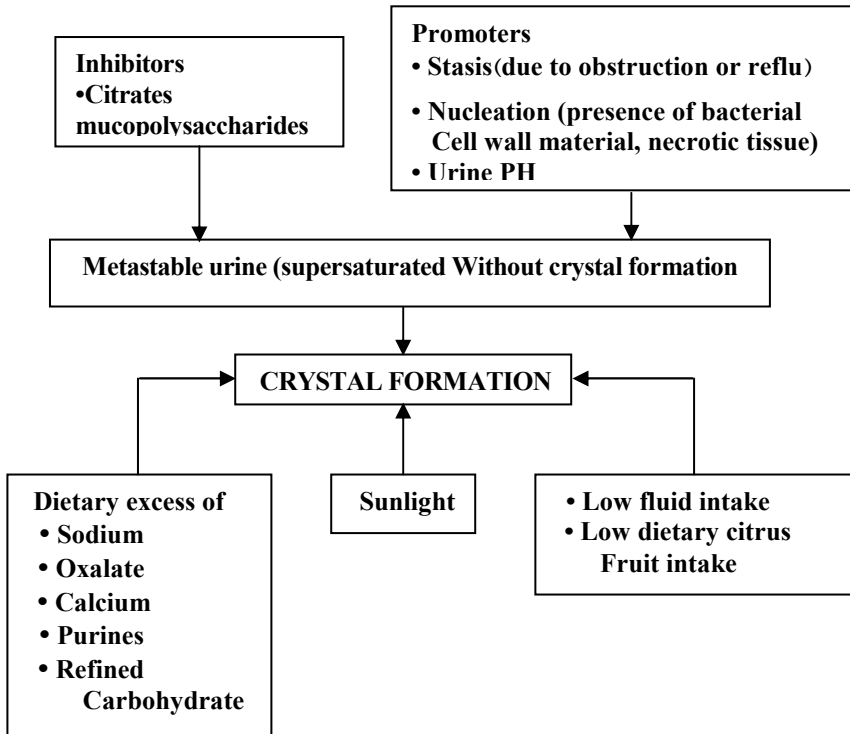 Inhibitors
•Citrates
mucopolysaccharides
Promoters
• Stasis(due to obstruction or reflu)
• Nucleation (presence of bacterial
Cell wall material, necrotic tissue)
• Urine PH
Metastable urine (supersaturated Without crystal formation
CRYSTAL FORMATION
Dietary excess of
• Sodium
• Oxalate
• Calcium
• Purines
• Refined
Carbohydrate
Sunlight
• Low fluid intake
• Low dietary citrus
Fruit intake